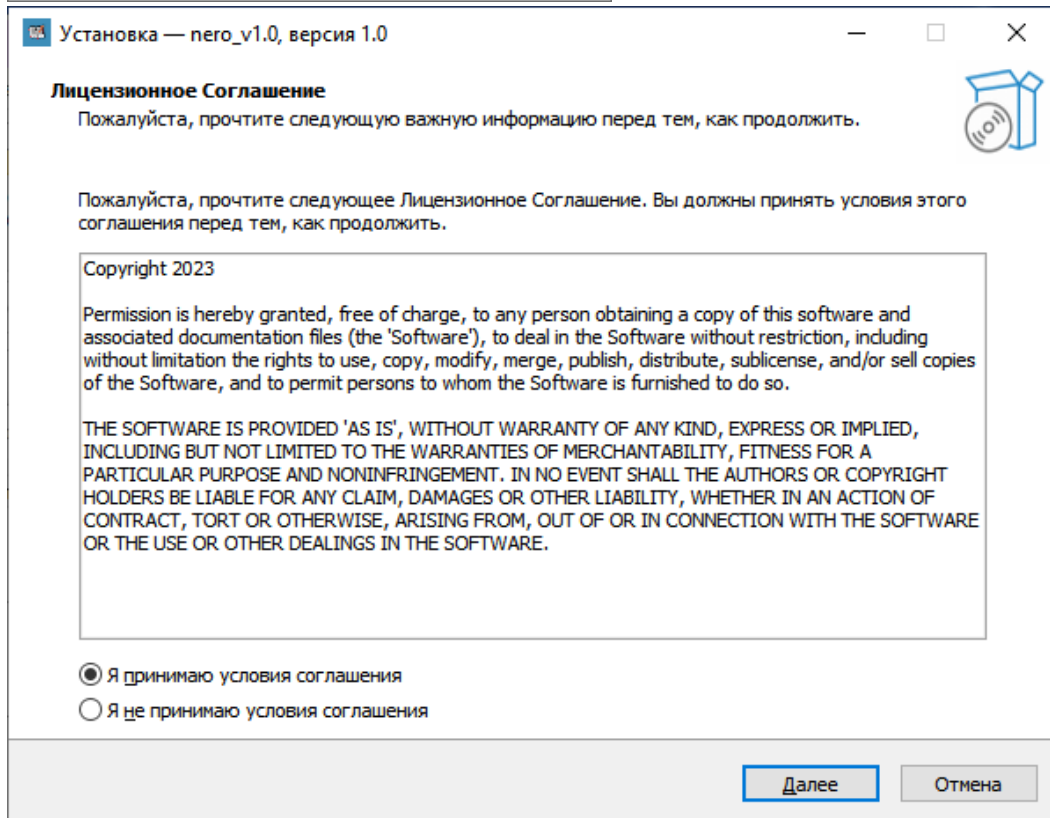 Установка — nero_v1.0, версия 1.0
Лицензионное Соглашение
Пожалуйста, прочтите следующую важную информацию перед тем, как продолжить.
Пожалуйста, прочтите следующее Лицензионное Соглашение. Вы должны принять условия этого
соглашения перед тем, как продолжить.
Copyright 2023
Permission is hereby granted, free of charge, to any person obtaining a copy of this software and
associated documentation files (the 'Software'), to deal in the Software without restriction, including
without limitation the rights to use, copy, modify, merge, publish, distribute, sublicense, and/or sell copies
of the Software, and to permit persons to whom the Software is furnished to do so.
THE SOFTWARE IS PROVIDED 'AS IS', WITHOUT WARRANTY OF ANY KIND, EXPRESS OR IMPLIED,
INCLUDING BUT NOT LIMITED TO THE WARRANTIES OF MERCHANTABILITY, FITNESS FOR A
PARTICULAR PURPOSE AND NONINFRINGEMENT. IN NO EVENT SHALL THE AUTHORS OR COPYRIGHT
HOLDERS BE LIABLE FOR ANY CLAIM, DAMAGES OR OTHER LIABILITY, WHETHER IN AN ACTION OF
CONTRACT, TORT OR OTHERWISE, ARISING FROM, OUT OF OR IN CONNECTION WITH THE SOFTWARE
OR THE USE OR OTHER DEALINGS IN THE SOFTWARE.
Я принимаю условия соглашения
Я не принимаю условия соглашения
Далее
Отмена